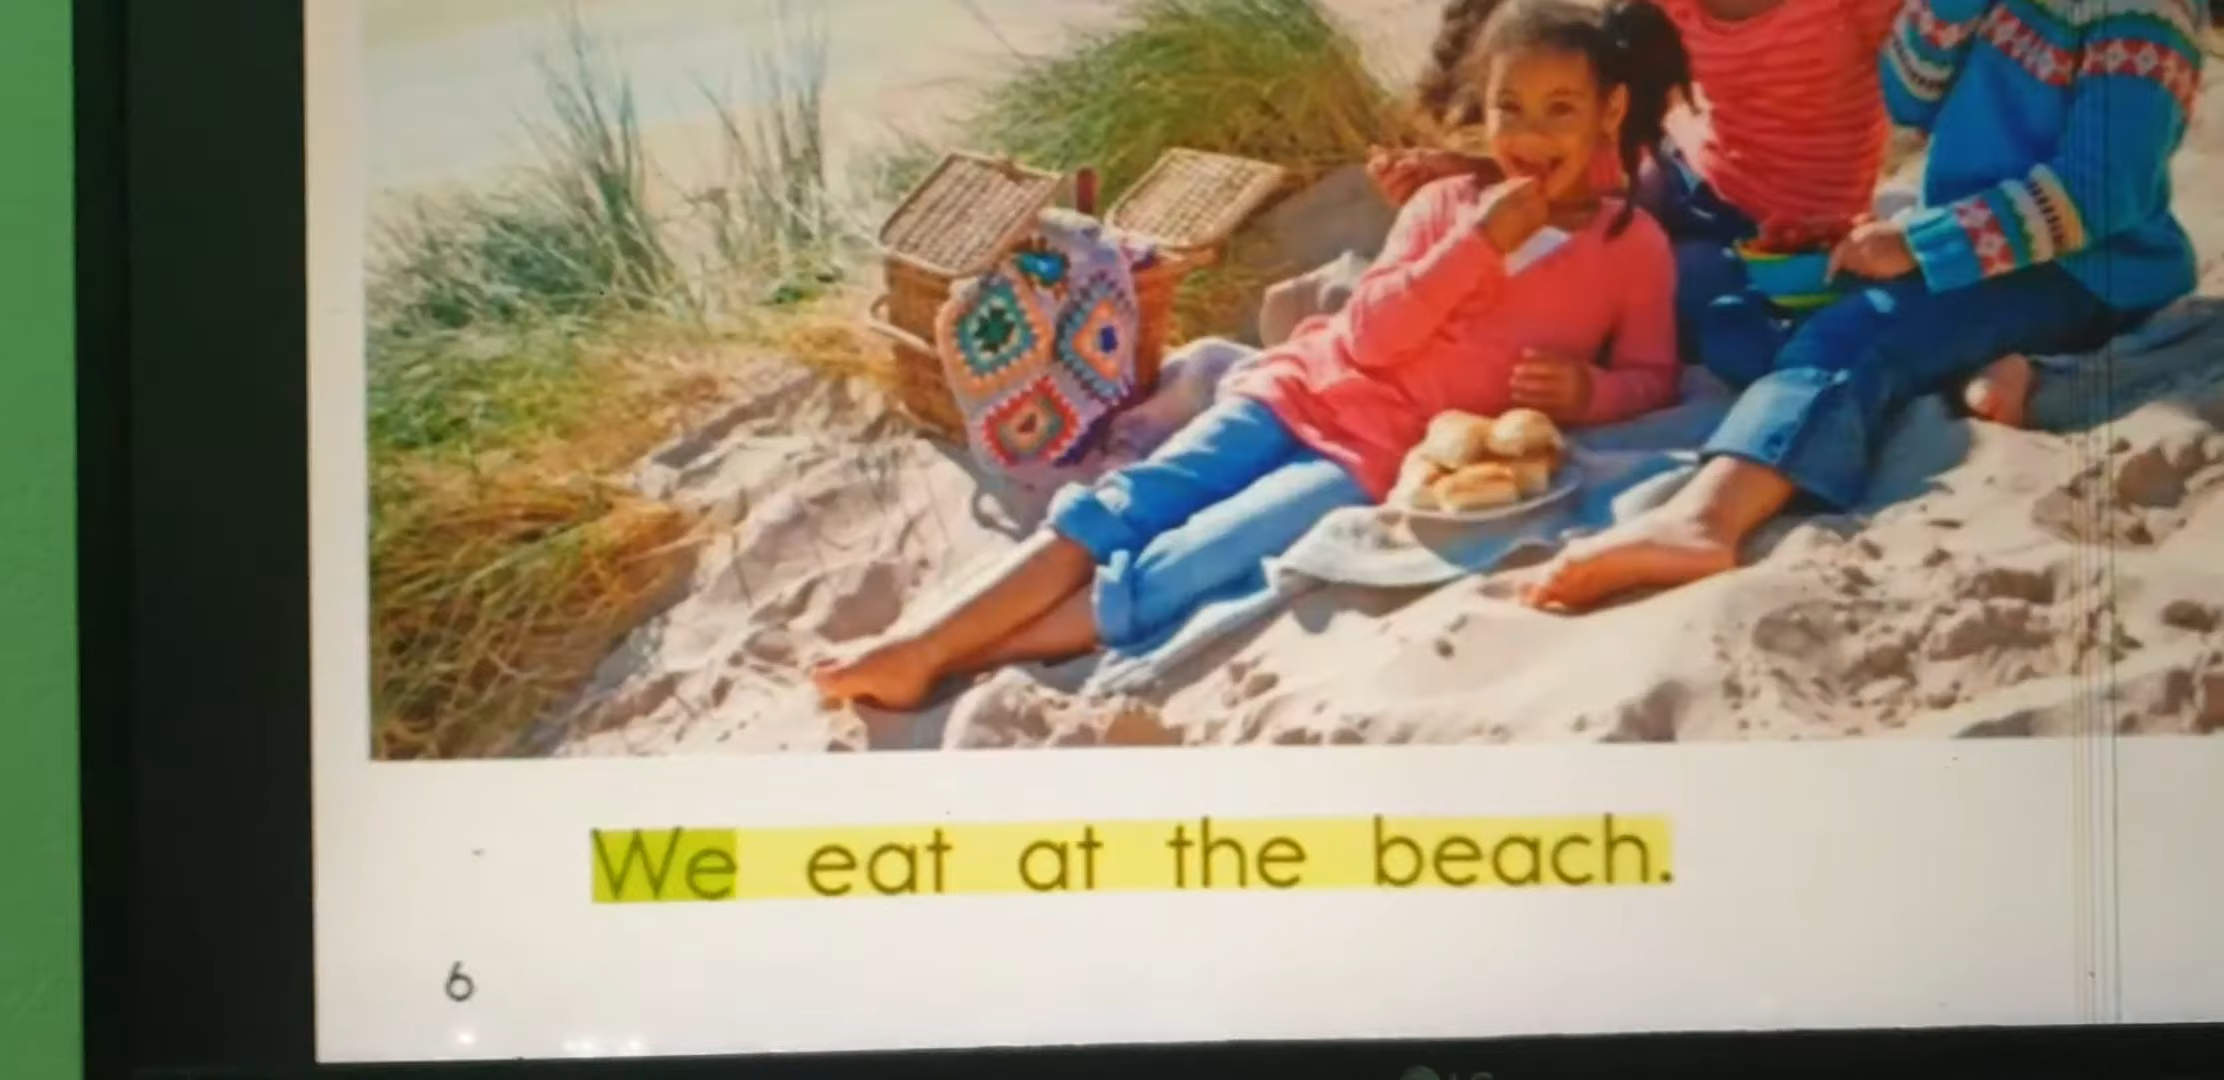 We eat at the beach.
6